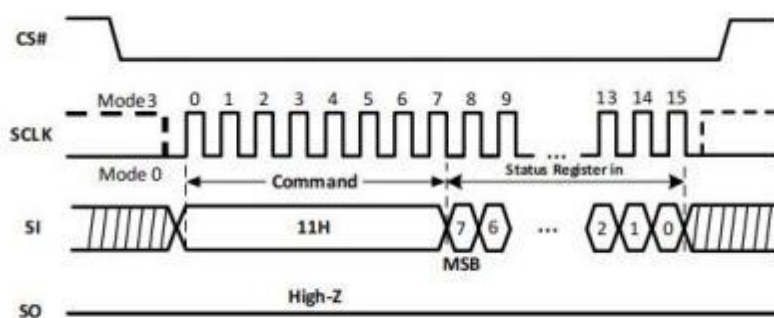 CS#
Mode3 0 1 2 3 4 5 6 7 8 9 13 14 15
SCLK
...
Mode 0 Command Status Register in
SI 11H 7 6 ... 2 1 0
MSB
High-Z
SO